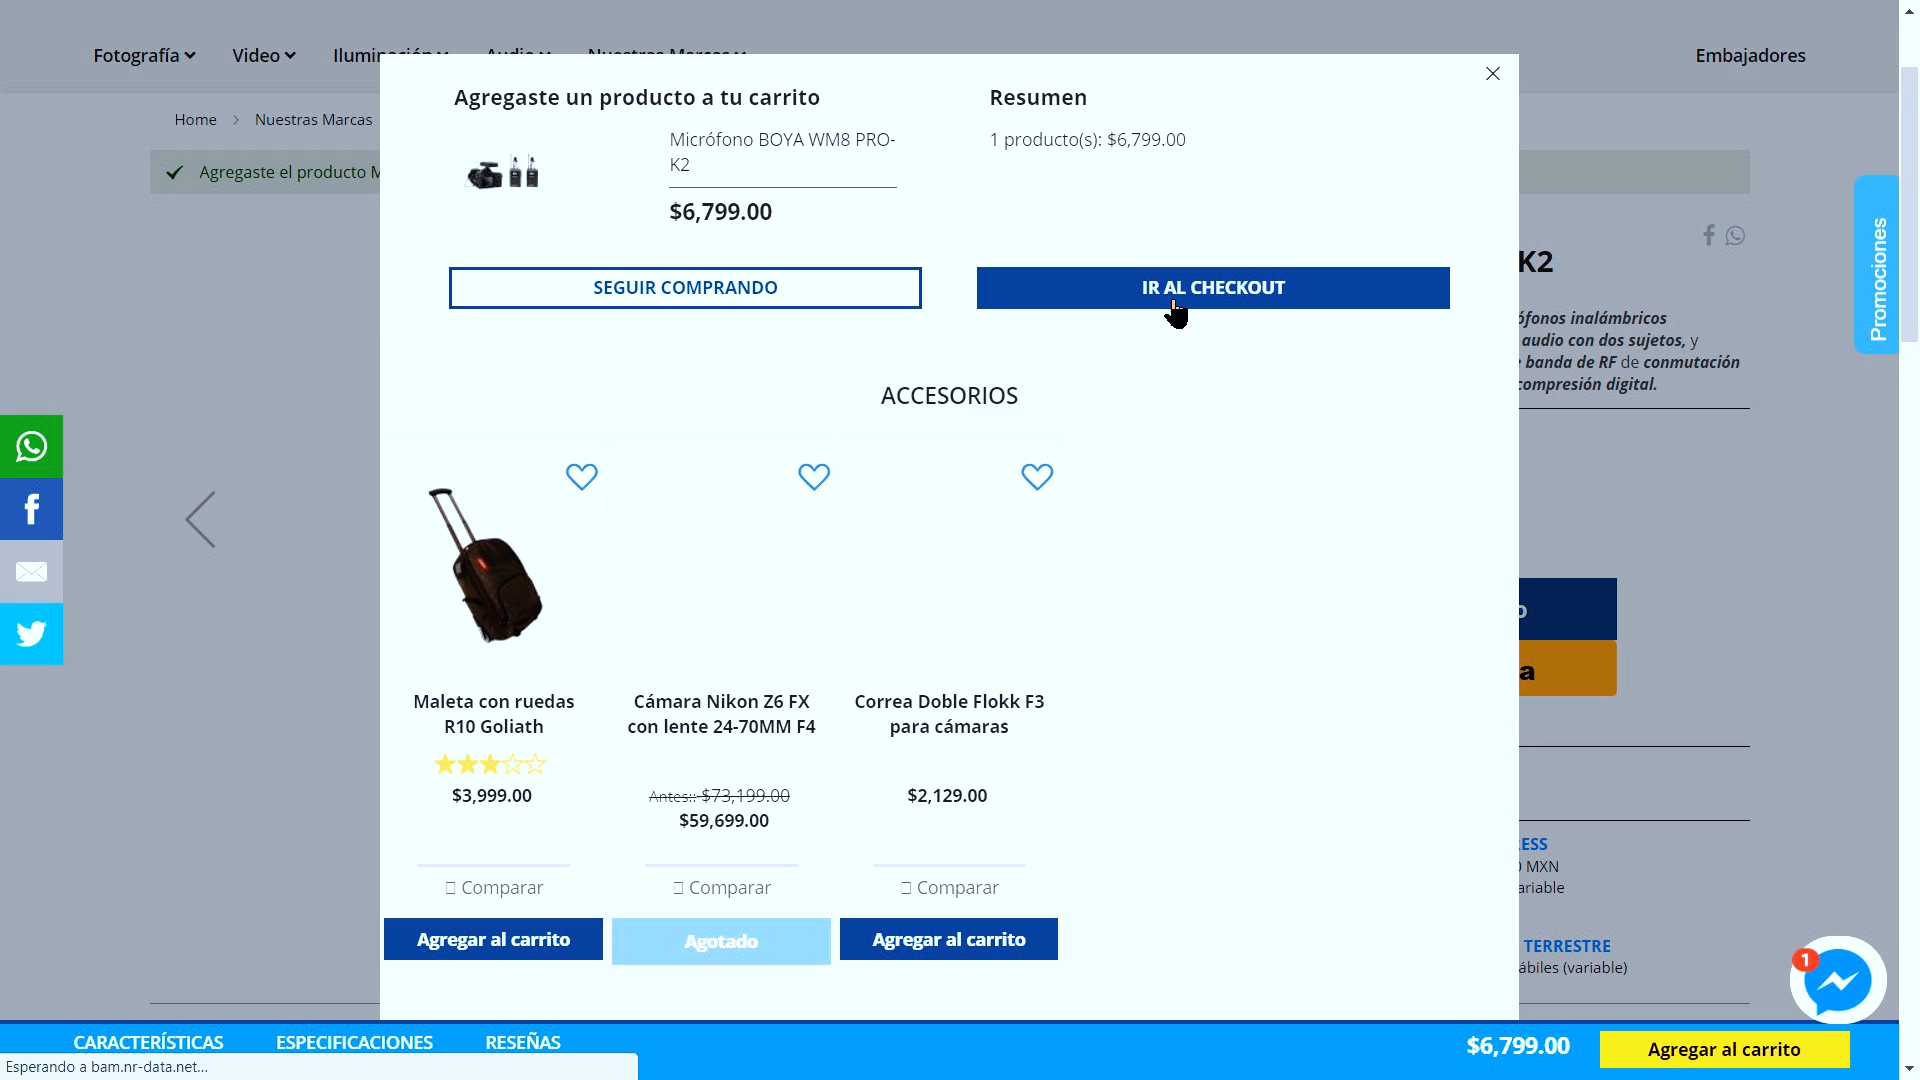 Fotografía
Video
Iluminación
Audio
Nuestras Marcas
Embajadores
Home
Nuestras Marcas
Agregaste el producto
Agregaste un producto a tu carrito
Micrófono BOYA WM8 PRO-
K2
$6,799.00
Resumen
1 producto(s): $6,799.00
SEGUIR COMPRANDO
IR AL CHECKOUT
K2
ófonos inalámbricos
audio con dos sujetos, y
banda de RF de conmutación
compresión digital.
Promociones
ACCESORIOS
Maleta con ruedas
R10 Goliath
$3,999.00
Comparar
Agregar al carrito
Cámara Nikon Z6 FX
con lente 24-70MM F4
Antes:: $73,199.00
$59,699.00
Comparar
Agotado
Correa Doble Flokk F3
para cámaras
$2,129.00
Comparar
Agregar al carrito
a
ESS
MXN
ariable
TERRESTRE
ábiles (variable)
1
CARACTERÍSTICAS
ESPECIFICACIONES
RESEÑAS
$6,799.00
Agregar al carrito
Esperando a bam.nr-data.net...